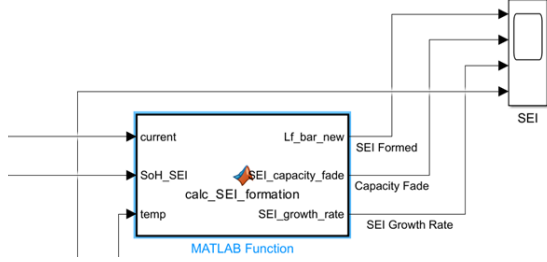 SEI
current
Lf_bar_new
SEI Formed
SoH_SEI
SEI_capacity_fade
calc_SEI_formation
Capacity Fade
temp
SEI_growth_rate
SEI Growth Rate
MATLAB Function